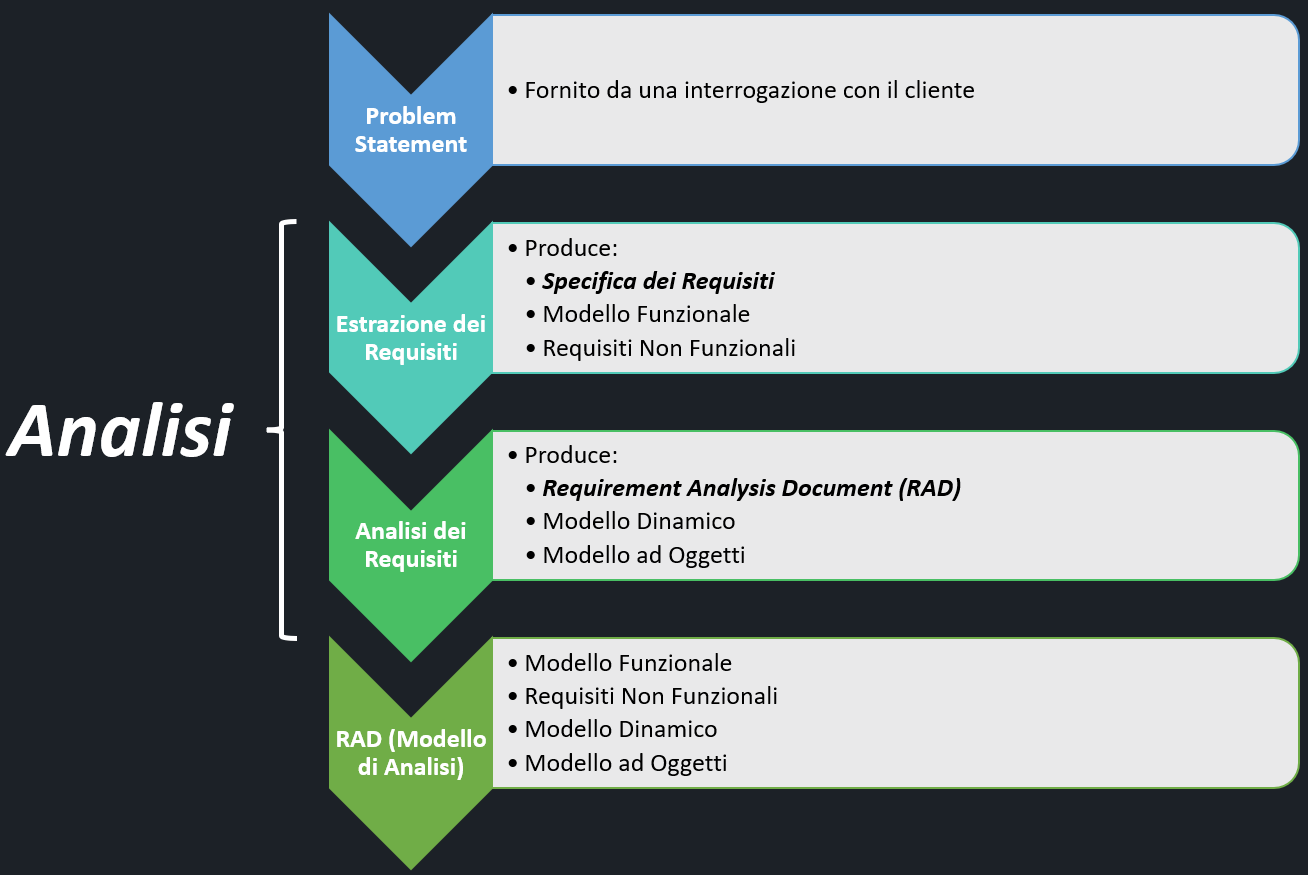 Problem
Statement
• Fornito da una interrogazione con il cliente
Analisi
Estrazione dei
Requisiti
• Produce:
• Specifica dei Requisiti
• Modello Funzionale
• Requisiti Non Funzionali
Analisi dei
Requisiti
• Produce:
• Requirement Analysis Document (RAD)
• Modello Dinamico
• Modello ad Oggetti
RAD (Modello
di Analisi)
• Modello Funzionale
• Requisiti Non Funzionali
• Modello Dinamico
• Modello ad Oggetti